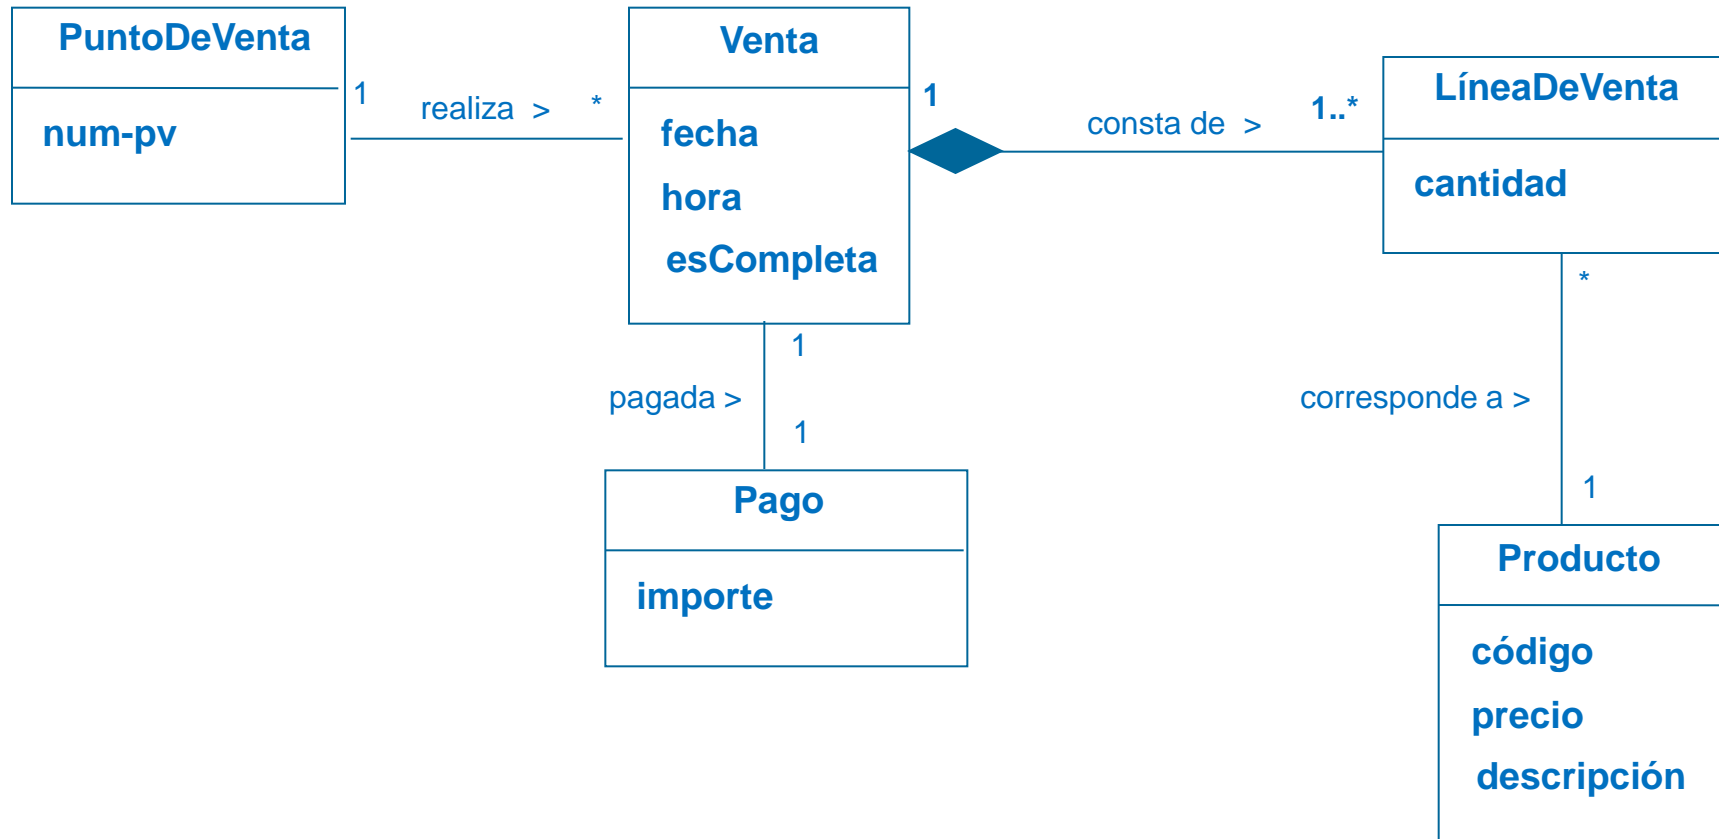 PuntoDeVenta
num-pv
1
realiza >
*
Venta
fecha
hora
esCompleta
1
consta de >
1..*
LíneaDeVenta
cantidad
1
pagada >
1
Pago
importe
*
corresponde a >
1
Producto
código
precio
descripción